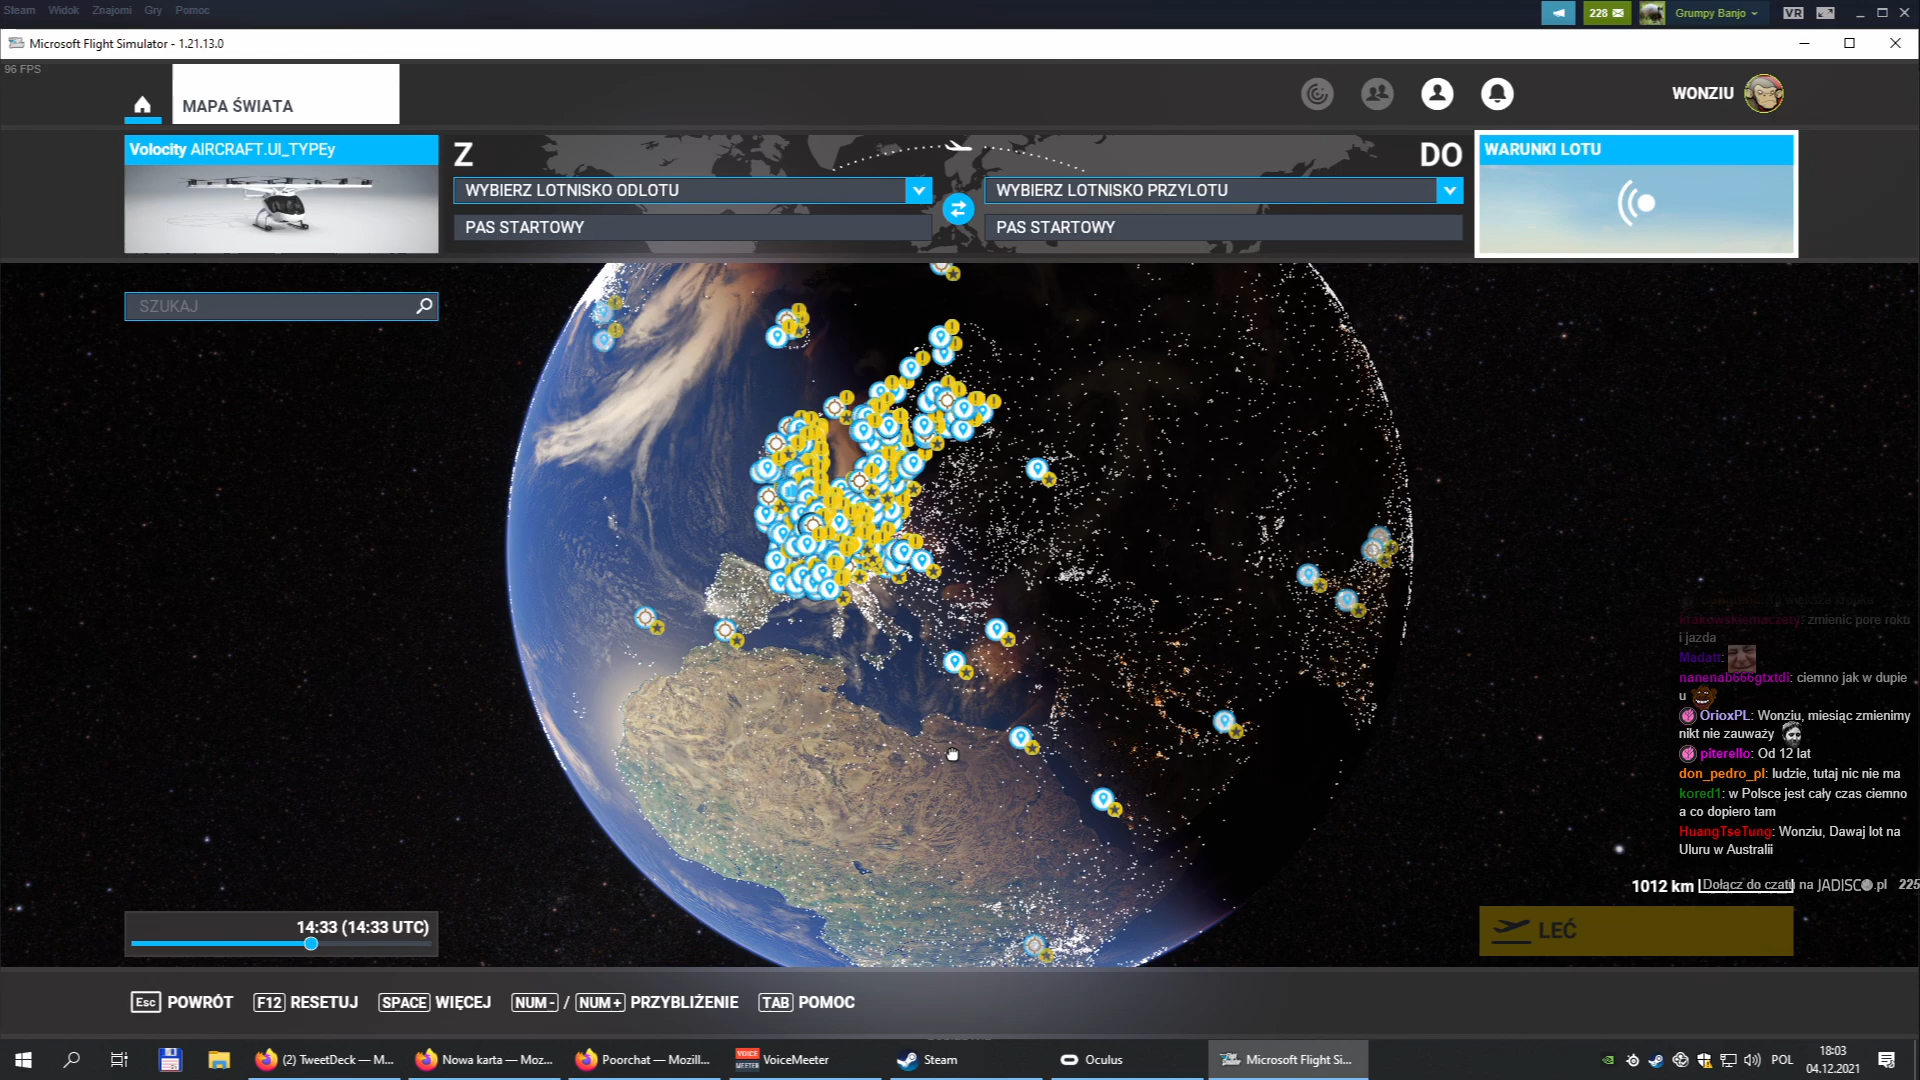 Steam Widok Znajomi Gry Pomoc
228
Grumpy Banjo
VR
Microsoft Flight Simulator - 1.21.13.0
96 FPS
MAPA ŚWIATA
WONZIU
Volocity AIRCRAFT.UI_TYPEy
Z
DO
WARUNKI LOTU
WYBIERZ LOTNISKO ODLOTU
WYBIERZ LOTNISKO PRZYLOTU
PAS STARTOWY
PAS STARTOWY
SZUKAJ
krakowskiemaczety: zmienic pore roku
i jazda
Madatt:
nanenab666gtxtdi: ciemno jak w dupie
u
OrioxPL: Wonziu, miesiąc zmienimy
nikt nie zauważy
piterello: Od 12 lat
don_pedro_pl: ludzie, tutaj nic nie ma
kored1: w Polsce jest cały czas ciemno
a co dopiero tam
HuangTseTung: Wonziu, Dawaj lot na
Uluru w Australii
1012 km
Dołącz do czatu na JADISCO.pl 225
14:33 (14:33 UTC)
LEĆ
Esc POWRÓT F12 RESETUJ SPACE WIĘCEJ NUM - / NUM + PRZYBLIŻENIE TAB POMOC
(2) TweetDeck — M...
Nowa karta — Moz...
Poorchat — Mozill...
VOICE MEETER
VoiceMeeter
Steam
Oculus
Microsoft Flight Si...
POL
18:03
04.12.2021